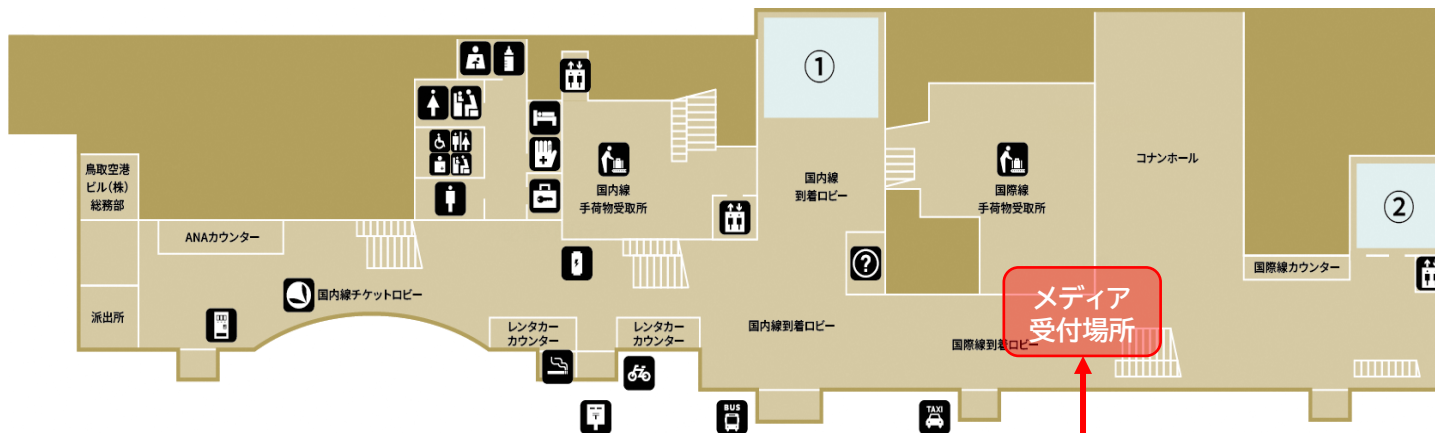 ①
②
鳥取空港
ビル(株)
総務部
国内線
手荷物受取所
国内線
到着ロビー
国際線
手荷物受取所
コナンホール
ANAカウンター
国際線カウンター
派出所
国内線チケットロビー
レンタカー
カウンター
レンタカー
カウンター
国内線到着ロビー
国際線到着ロビー
メディア
受付場所
?
〒
BUS
TAXI